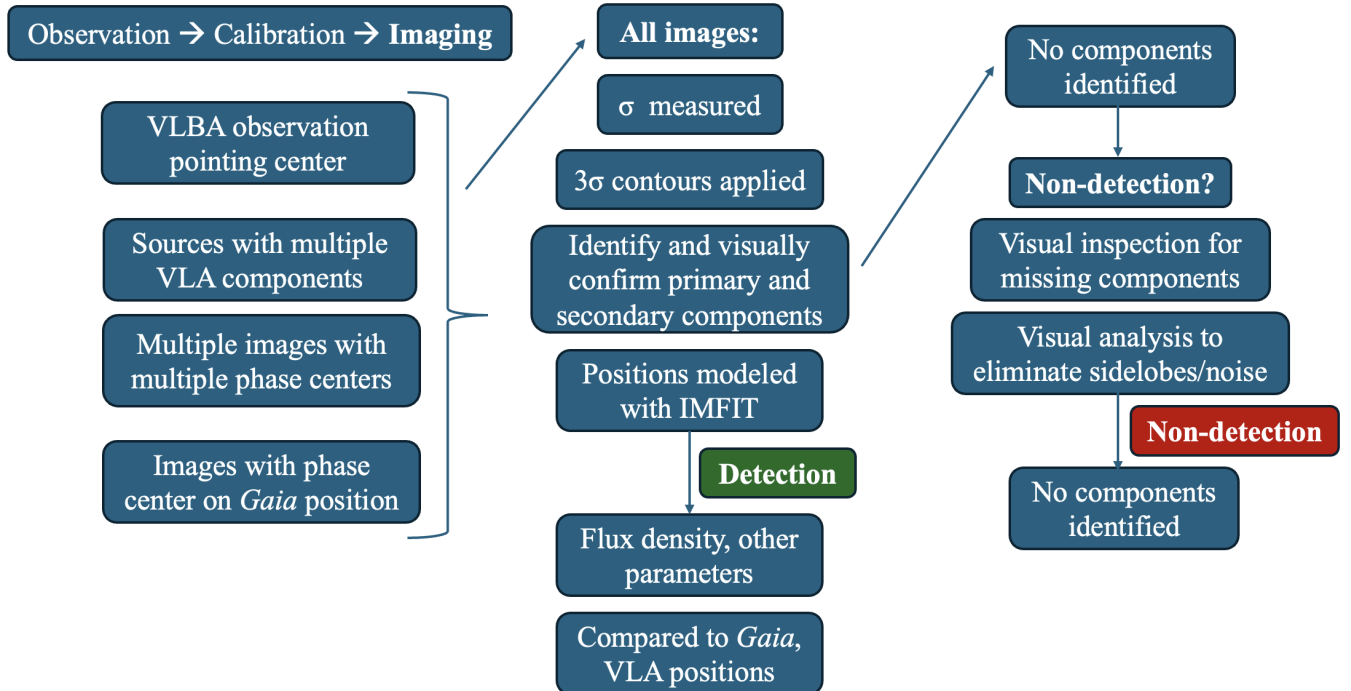 Observation → Calibration → Imaging
VLBA observation
pointing center
Sources with multiple
VLA components
Multiple images with
multiple phase centers
Images with phase
center on Gaia position
All images:
σ measured
3σ contours applied
Identify and visually
confirm primary and
secondary components
Positions modeled
with IMFIT
Detection
Flux density, other
parameters
Compared to Gaia,
VLA positions
No components
identified
Non-detection?
Visual inspection for
missing components
Visual analysis to
eliminate sidelobes/noise
Non-detection
No components
identified